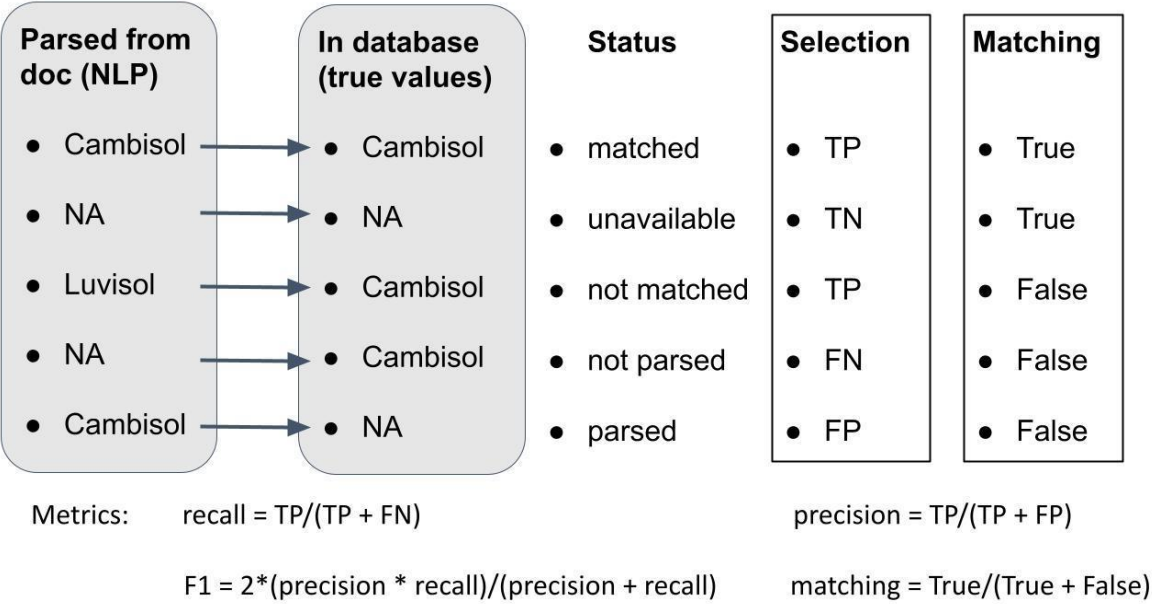 Parsed from doc (NLP)
In database (true values)
Status
Selection
Matching
● Cambisol
● Cambisol
● matched
● TP
● True
● NA
● NA
● unavailable
● TN
● True
● Luvisol
● Cambisol
● not matched
● TP
● False
● NA
● Cambisol
● not parsed
● FN
● False
● Cambisol
● NA
● parsed
● FP
● False
Metrics: recall = TP/(TP + FN) precision = TP/(TP + FP)
F1 = 2*(precision * recall)/(precision + recall) matching = True/(True + False)